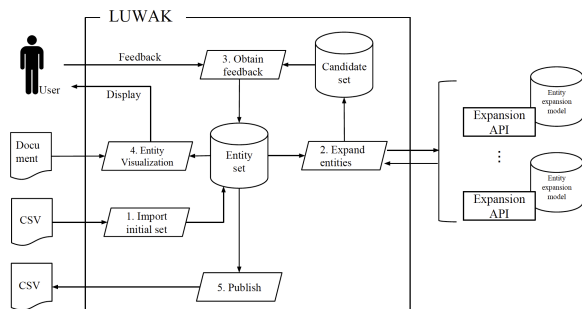 LUWAK
Feedback
3. Obtain
feedback
Candidate
set
User
Display
Entity
expansion
model
Expansion
API
Docu
ment
4. Entity
Visualization
Entity
set
2. Expand
entities
...
Entity
expansion
model
Expansion
API
CSV
1. Import
initial set
CSV
5. Publish